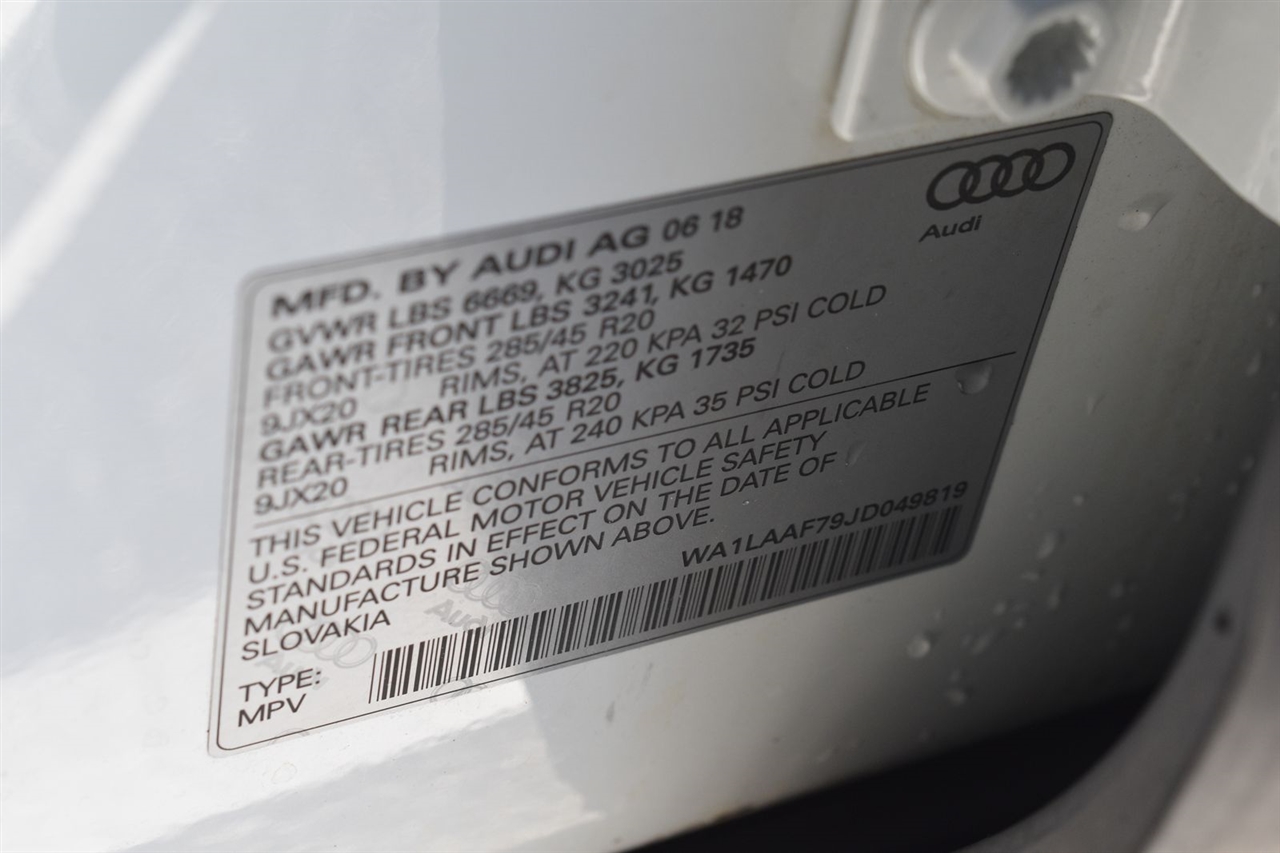 Audi
MFD. BY AUDI AG 06 18
GVWR LBS 6669, KG 3025
GAWR FRONT LBS 3241, KG 1470
FRONT-TIRES 285/45 R20
9JX20 RIMS, AT 220 KPA 32 PSI COLD
GAWR REAR LBS 3825, KG 1735
REAR-TIRES 285/45 R20
9JX20 RIMS, AT 240 KPA 35 PSI COLD
THIS VEHICLE CONFORMS TO ALL APPLICABLE
U.S. FEDERAL MOTOR VEHICLE SAFETY
STANDARDS IN EFFECT ON THE DATE OF
MANUFACTURE SHOWN ABOVE.
SLOVAKIA
WA1LAAF79JD049819
TYPE:
MPV
Audi